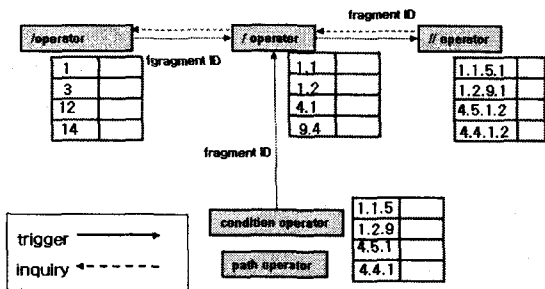 fragment ID
/operator
/ operator
// operator
fgragment ID
fragment ID
1
3
12
14
1.1
1.2
4.1
9.4
1.1.5.1
1.2.9.1
4.5.1.2
4.4.1.2
fragment ID
condition operator
path operator
1.1.5
1.2.9
4.5.1
4.4.1
trigger
inquiry